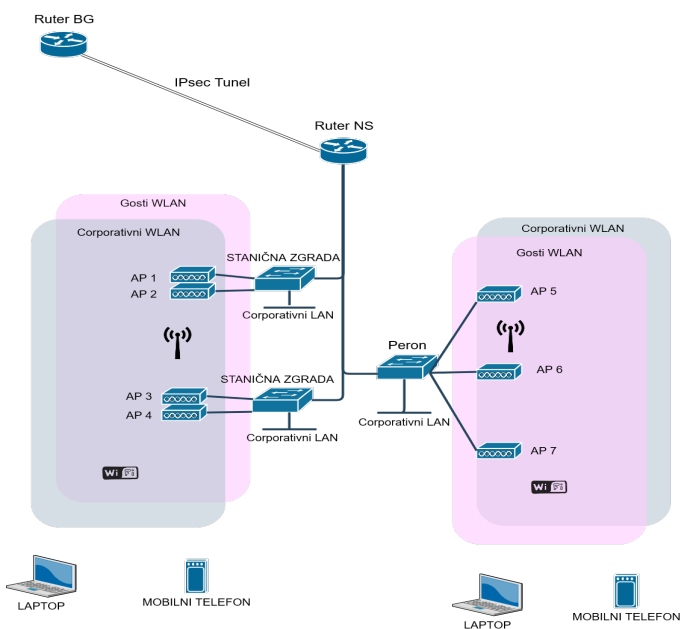 Ruter BG
IPsec Tunel
Ruter NS
Gosti WLAN
Corporativni WLAN
STANIČNA ZGRADA
AP 1
AP 2
Corporativni LAN
STANIČNA ZGRADA
AP 3
AP 4
Corporativni LAN
Wi Fi
Corporativni WLAN
Gosti WLAN
AP 5
Peron
AP 6
Corporativni LAN
AP 7
Wi Fi
LAPTOP
MOBILNI TELEFON
LAPTOP
MOBILNI TELEFON